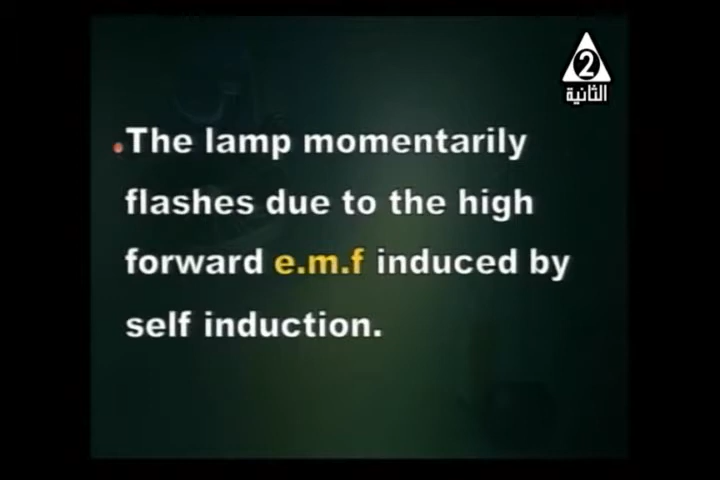 2
الثانية
.The lamp momentarily
flashes due to the high
forward e.m.f induced by
self induction.